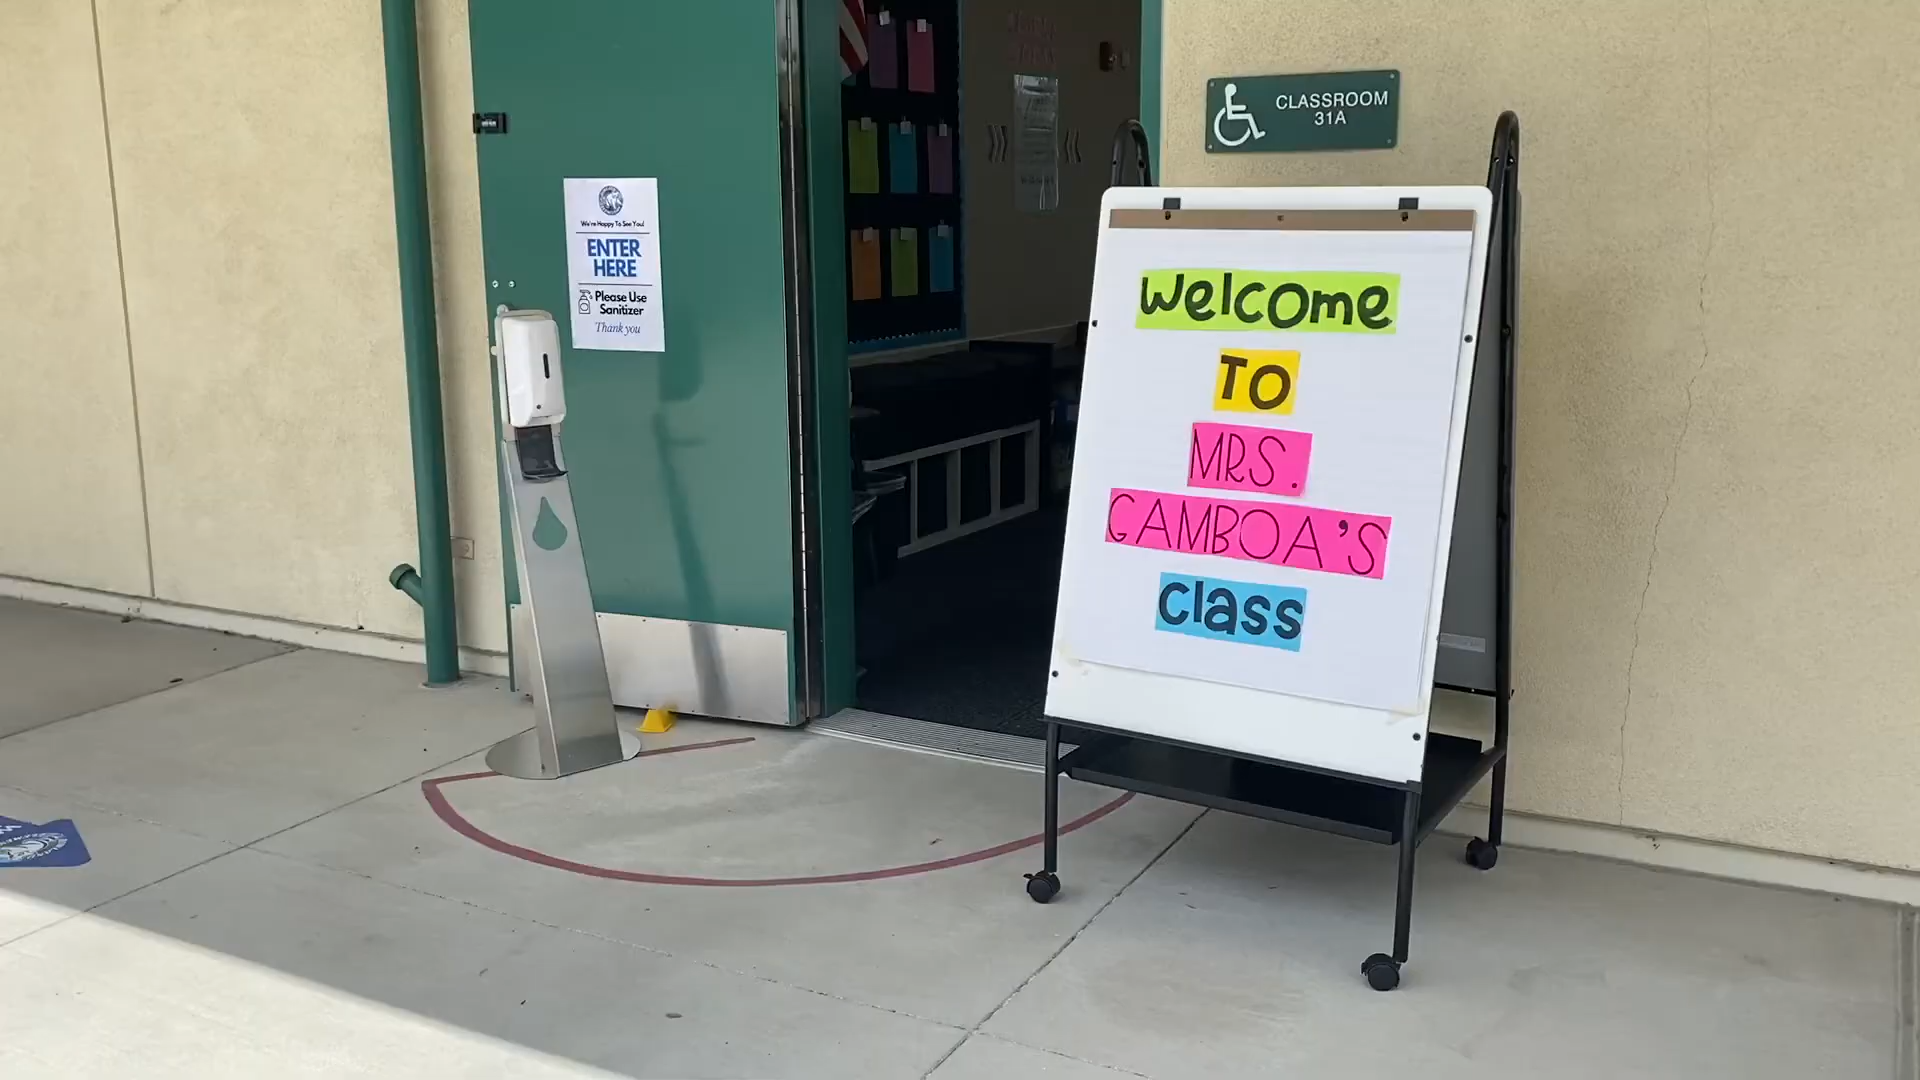 We're Happy To See You!
ENTER
HERE
Please Use
Sanitizer
Thank you
CLASSROOM
31A
Welcome
TO
MRS.
GAMBOA'S
Class